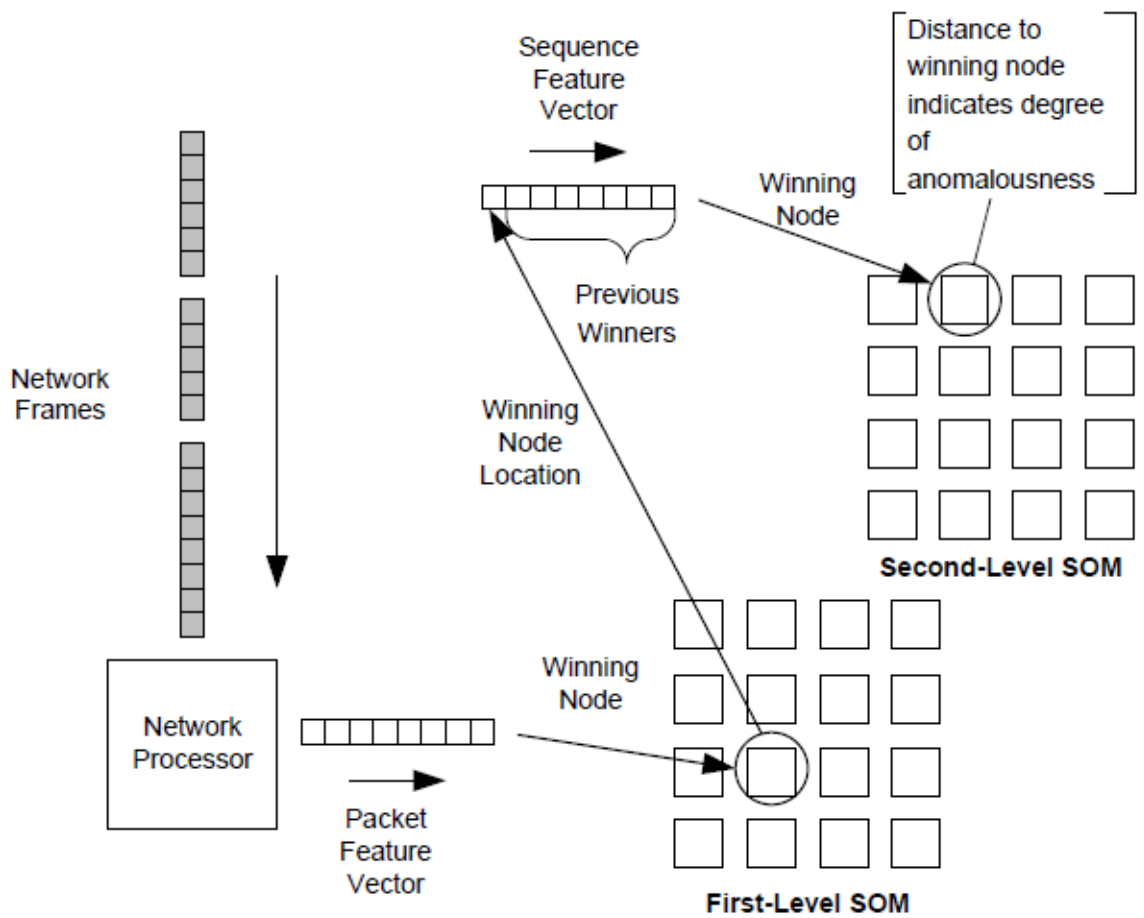 Sequence
Feature
Vector
Distance to
winning node
indicates degree
of
anomalousness
Winning
Node
Previous
Winners
Network
Frames
Winning
Node
Location
Second-Level SOM
Winning
Node
Network
Processor
Packet
Feature
Vector
First-Level SOM